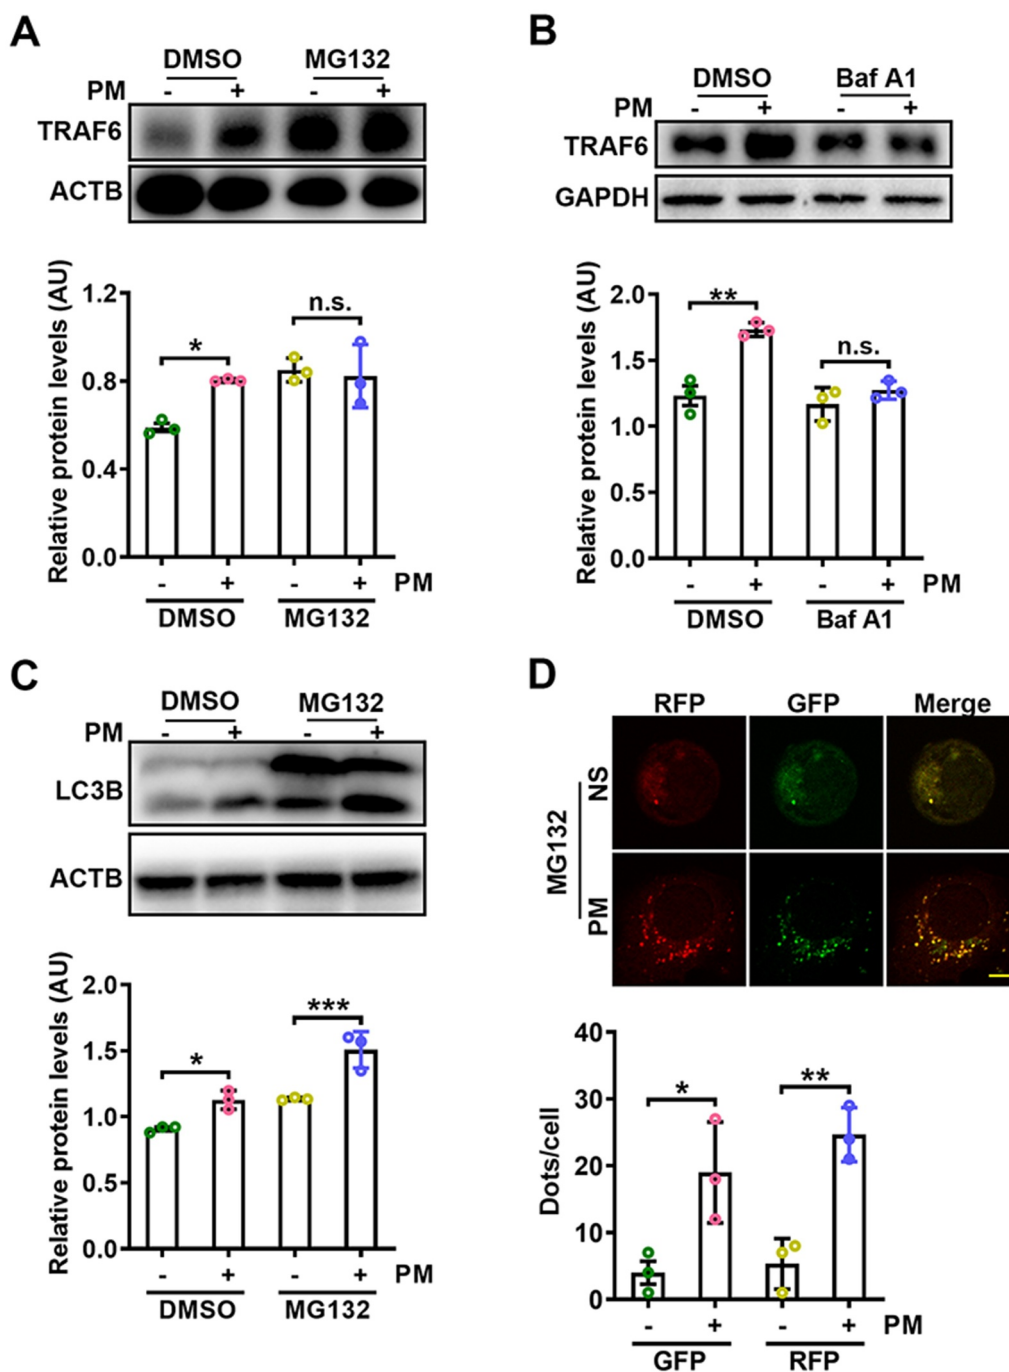 A
DMSO MG132
PM - + - +
TRAF6
ACTB
Relative protein levels (AU)
1.2
0.8
0.4
0.0
* n.s.
- + - + PM
DMSO MG132
B
DMSO Baf A1
PM - + - +
TRAF6
GAPDH
Relative protein levels (AU)
2.0
1.5
1.0
0.5
0.0
** n.s.
- + - + PM
DMSO Baf A1
C
DMSO MG132
PM - + - +
LC3B
ACTB
Relative protein levels (AU)
2.0
1.5
1.0
0.5
0.0
* ***
- + - + PM
DMSO MG132
D
RFP GFP Merge
MG132
NS
PM
Dots/cell
40
30
20
10
0
* **
- + - + PM
GFP RFP